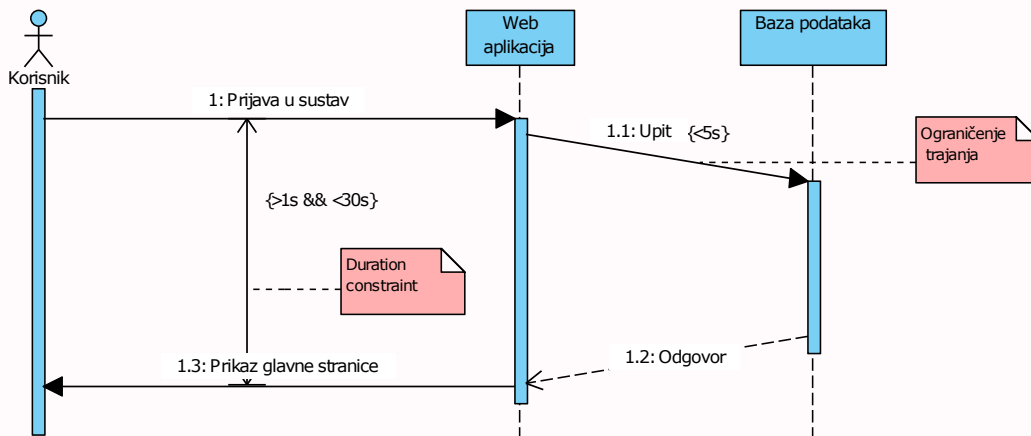 Korisnik
Web
aplikacija
Baza podataka
1: Prijava u sustav
1.1: Upit {<5s}
Ograničenje
trajanja
{>1s && <30s}
Duration
constraint
1.2: Odgovor
1.3: Prikaz glavne stranice